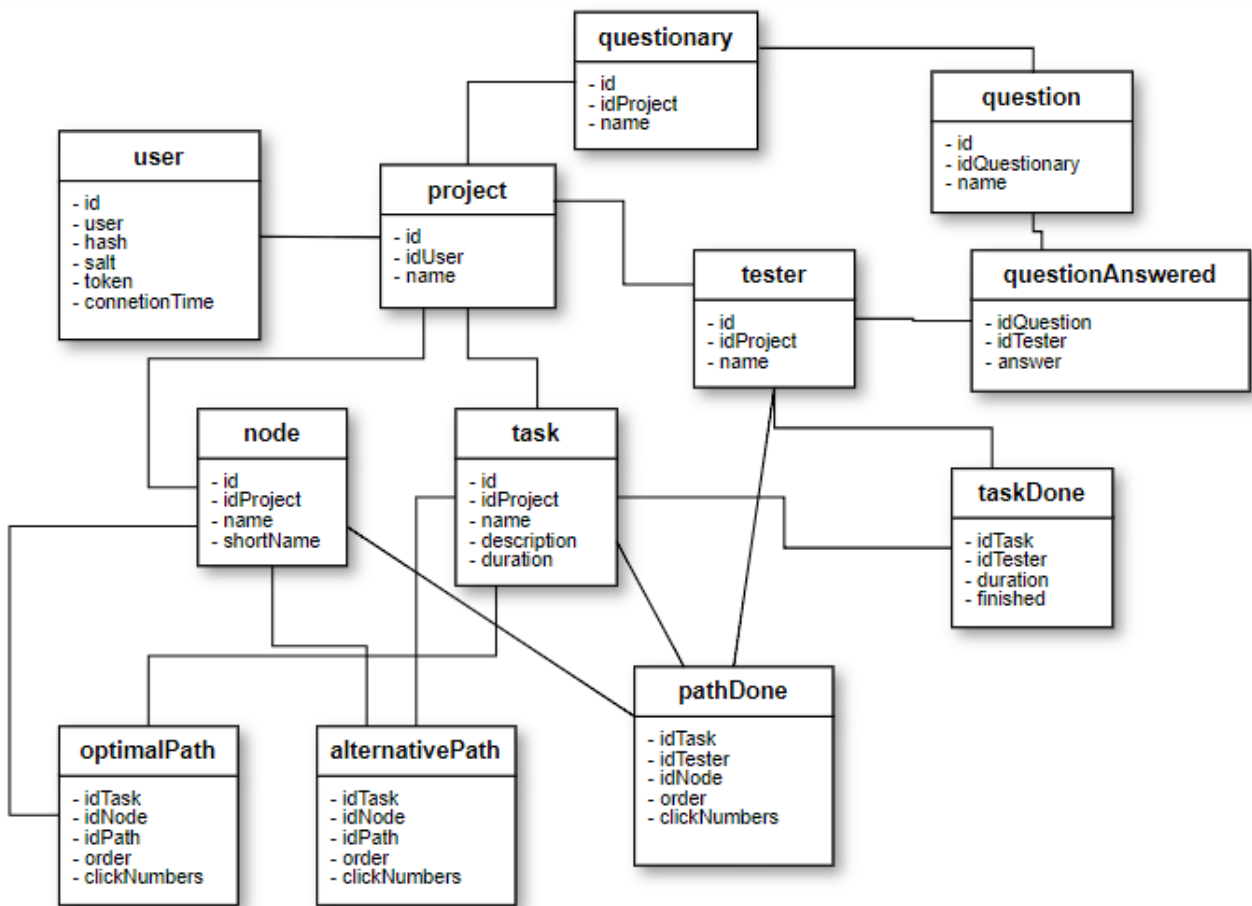 questionary
- id
- idProject
- name
question
- id
- idQuestionary
- name
user
- id
- user
- hash
- salt
- token
- connetionTime
project
- id
- idUser
- name
tester
- id
- idProject
- name
questionAnswered
- idQuestion
- idTester
- answer
node
- id
- idProject
- name
- shortName
task
- id
- idProject
- name
- description
- duration
taskDone
- idTask
- idTester
- duration
- finished
pathDone
- idTask
- idTester
- idNode
- order
- clickNumbers
optimalPath
- idTask
- idNode
- idPath
- order
- clickNumbers
alternativePath
- idTask
- idNode
- idPath
- order
- clickNumbers